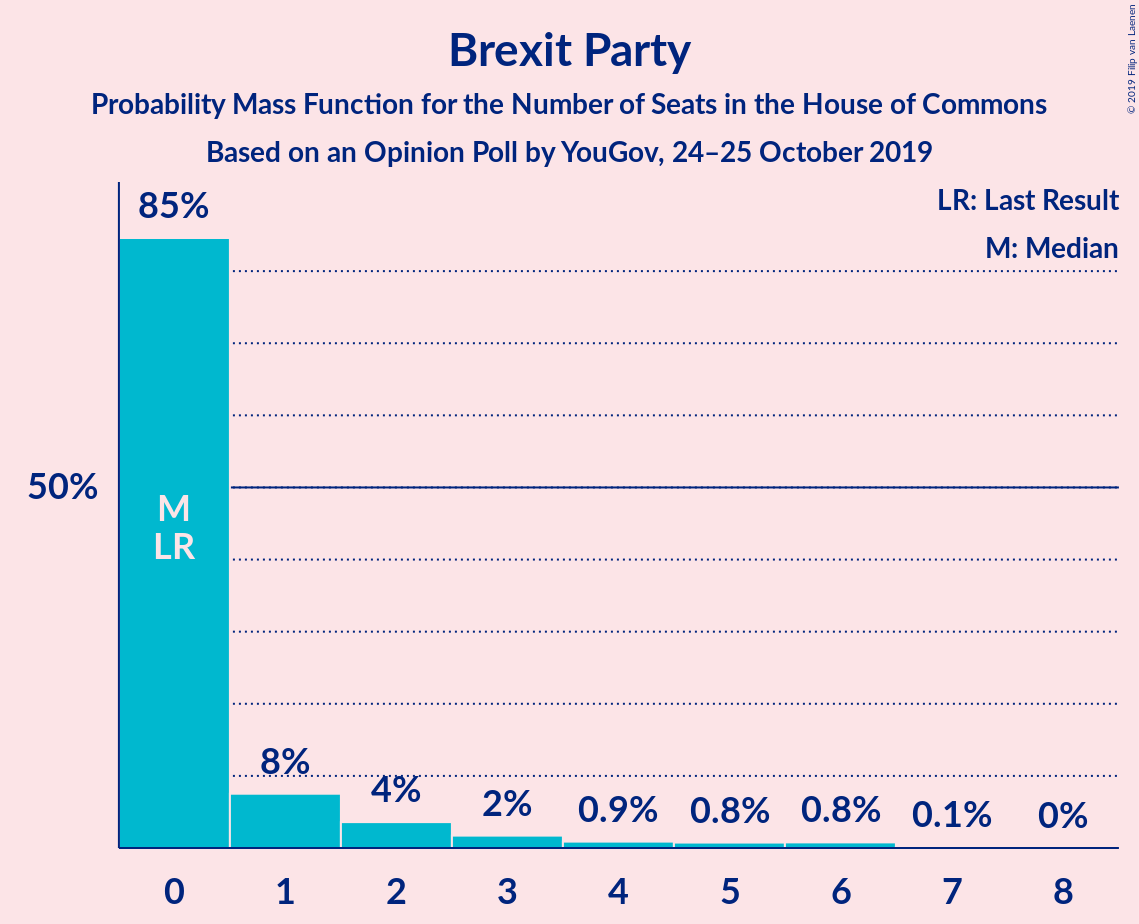 Brexit Party
Probability Mass Function for the Number of Seats in the House of Commons
Based on an Opinion Poll by YouGov, 24–25 October 2019
© 2019 Filip van Laenen
LR: Last Result
M: Median
85%
50%
M
LR
8%
4%
2%
0.9%
0.8%
0.8%
0.1%
0%
0 1 2 3 4 5 6 7 8